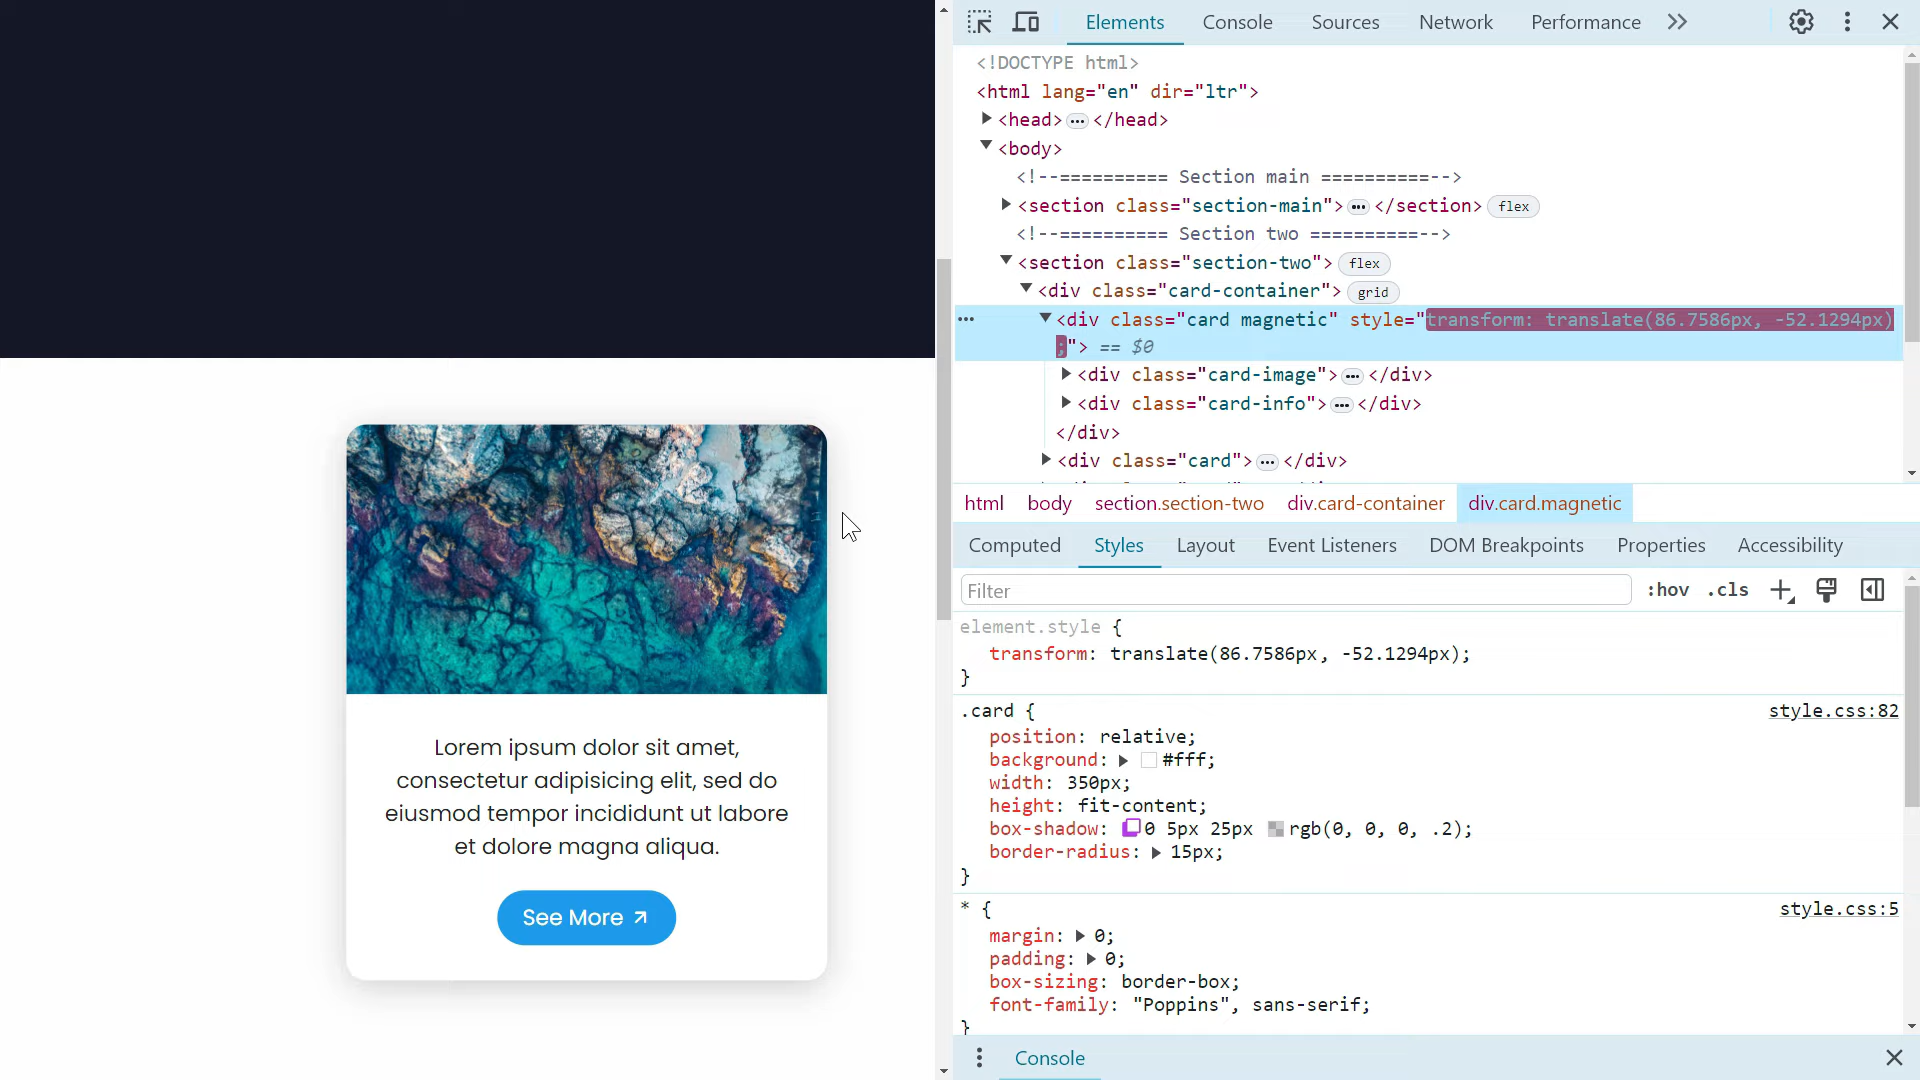 Lorem ipsum dolor sit amet,
consectetur adipisicing elit, sed do
eiusmod tempor incididunt ut labore
et dolore magna aliqua.
See More
Elements
Console
Sources
Network
Performance
<!DOCTYPE html>
<html lang="en" dir="ltr">
<head> ... </head>
<body>
<!--========== Section main ==========-->
<section class="section-main"> ... </section> flex
<!--========== Section two ==========-->
<section class="section-two"> flex
<div class="card-container"> grid
<div class="card magnetic" style="transform: translate(86.7586px, -52.1294px)
;"> == $0
<div class="card-image"> ... </div>
<div class="card-info"> ... </div>
</div>
<div class="card"> ... </div>
html
body
section.section-two
div.card-container
div.card.magnetic
Computed
Styles
Layout
Event Listeners
DOM Breakpoints
Properties
Accessibility
Filter
:hov
.cls
element.style {
transform: translate(86.7586px, -52.1294px);
}
.card {
style.css:82
position: relative;
background: #fff;
width: 350px;
height: fit-content;
box-shadow: 0 5px 25px rgb(0, 0, 0, .2);
border-radius: 15px;
}
* {
style.css:5
margin: 0;
padding: 0;
box-sizing: border-box;
font-family: "Poppins", sans-serif;
}
Console